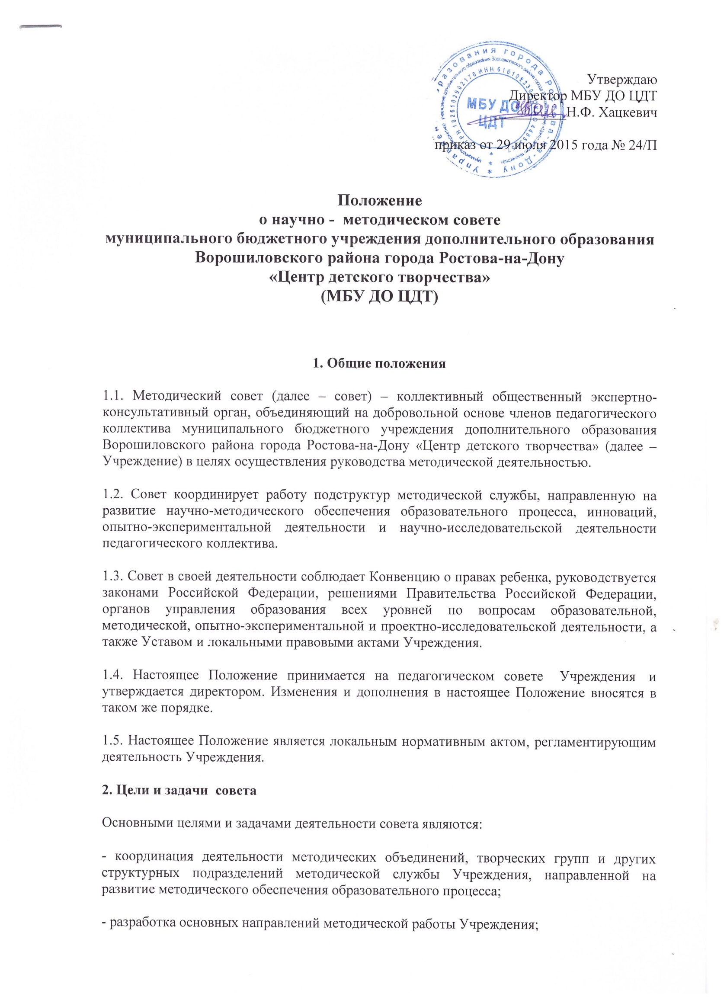 Утверждаю
Директор МБУ ДО ЦДТ
Н.Ф. Хацкевич
приказ от 29 июля 2015 года № 24/П
МБУ ДО
ЦДТ
Положение
о научно - методическом совете
муниципального бюджетного учреждения дополнительного образования
Ворошиловского района города Ростова-на-Дону
«Центр детского творчества»
(МБУ ДО ЦДТ)
1. Общие положения
1.1. Методический совет (далее – совет) – коллективный общественный экспертно-
консультативный орган, объединяющий на добровольной основе членов педагогического
коллектива муниципального бюджетного учреждения дополнительного образования
Ворошиловского района города Ростова-на-Дону «Центр детского творчества» (далее –
Учреждение) в целях осуществления руководства методической деятельностью.
1.2. Совет координирует работу подструктур методической службы, направленную на
развитие научно-методического обеспечения образовательного процесса, инноваций,
опытно-экспериментальной деятельности и научно-исследовательской деятельности
педагогического коллектива.
1.3. Совет в своей деятельности соблюдает Конвенцию о правах ребенка, руководствуется
законами Российской Федерации, решениями Правительства Российской Федерации,
органов управления образования всех уровней по вопросам образовательной,
методической, опытно-экспериментальной и проектно-исследовательской деятельности, а
также Уставом и локальными правовыми актами Учреждения.
1.4. Настоящее Положение принимается на педагогическом совете Учреждения и
утверждается директором. Изменения и дополнения в настоящее Положение вносятся в
таком же порядке.
1.5. Настоящее Положение является локальным нормативным актом, регламентирующим
деятельность Учреждения.
2. Цели и задачи совета
Основными целями и задачами деятельности совета являются:
- координация деятельности методических объединений, творческих групп и других
структурных подразделений методической службы Учреждения, направленной на
развитие методического обеспечения образовательного процесса;
- разработка основных направлений методической работы Учреждения;